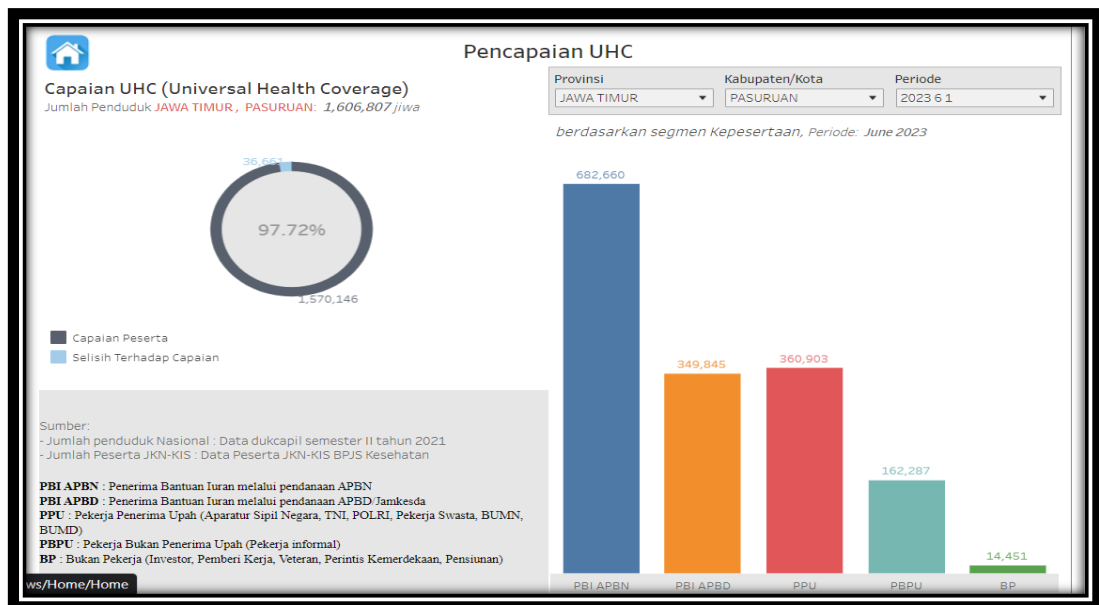 Pencapaian UHC
Capaian UHC (Universal Health Coverage)
Jumlah Penduduk JAWA TIMUR , PASURUAN: 1,606,807 jiwa
Provinsi
Kabupaten/Kota
Periode
JAWA TIMUR
PASURUAN
2023 6 1
berdasarkan segmen Kepesertaan, Periode: June 2023
36,661
97.72%
1,570,146
Capaian Peserta
Selisih Terhadap Capaian
682,660
349,845
360,903
162,287
14,451
PBI APBN
PBI APBD
PPU
PBPU
BP
Sumber:
- Jumlah penduduk Nasional : Data dukcapil semester II tahun 2021
- Jumlah Peserta JKN-KIS : Data Peserta JKN-KIS BPJS Kesehatan
PBI APBN : Penerima Bantuan Iuran melalui pendanaan APBN
PBI APBD : Penerima Bantuan Iuran melalui pendanaan APBD/Jamkesda
PPU : Pekerja Penerima Upah (Aparatur Sipil Negara, TNI, POLRI, Pekerja Swasta, BUMN,
BUMD)
PBPU : Pekerja Bukan Penerima Upah (Pekerja informal)
BP : Bukan Pekerja (Investor, Pemberi Kerja, Veteran, Perintis Kemerdekaan, Pensiunan)
ws/Home/Home